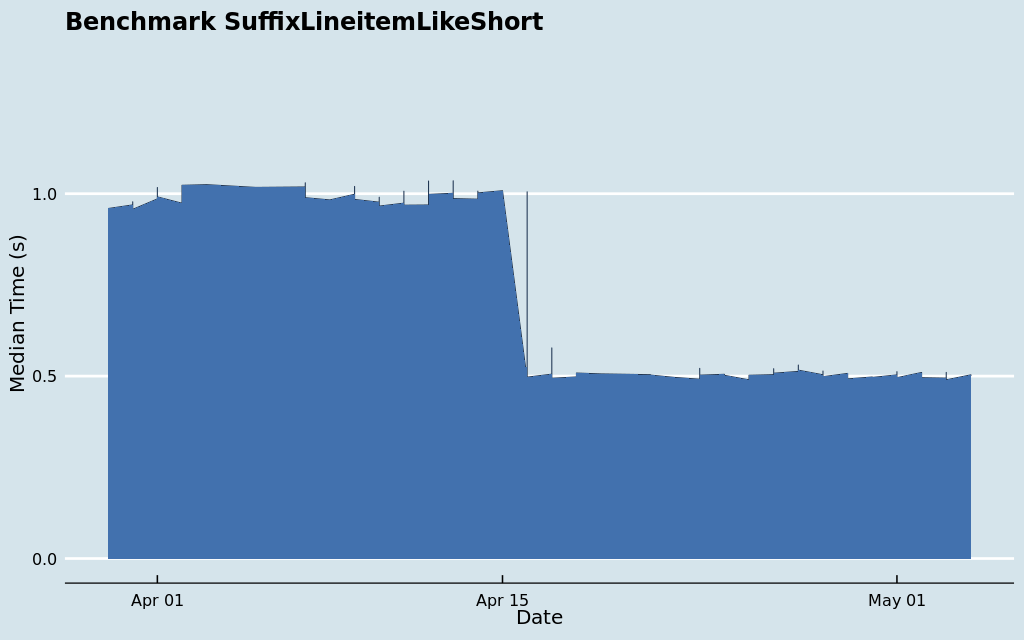 Benchmark SuffixLineitemLikeShort
Median Time (s)
1.0
0.5
0.0
Apr 01
Apr 15
May 01
Date